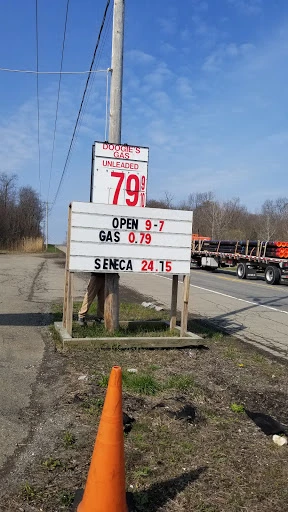 DOOGIE'S
GAS
UNLEADED
79 9/10
OPEN 9-7
GAS 0.79
SENECA 24.15